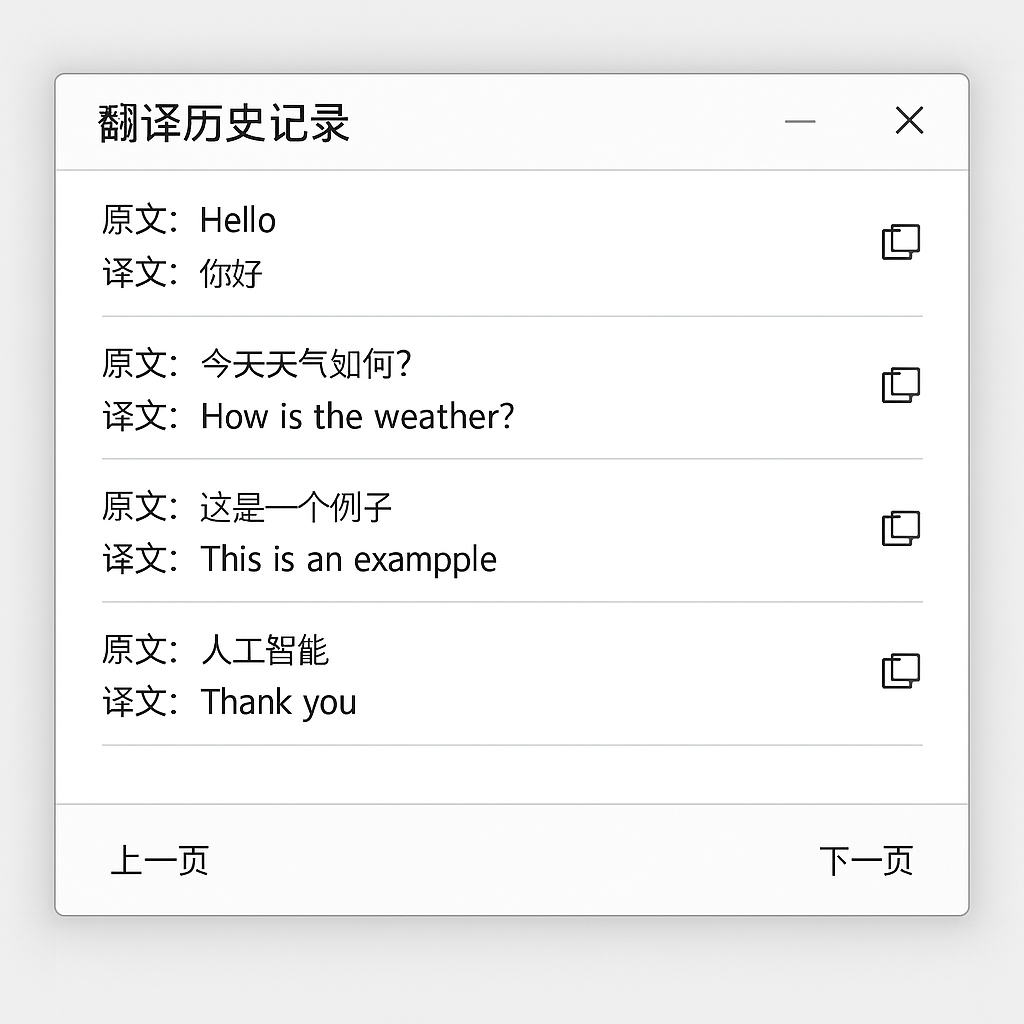 翻译历史记录
原文：Hello
译文：你好
原文：今天天气如何?
译文：How is the weather?
原文：这是一个例子
译文：This is an exampple
原文：人工智能
译文：Thank you
上一页
下一页